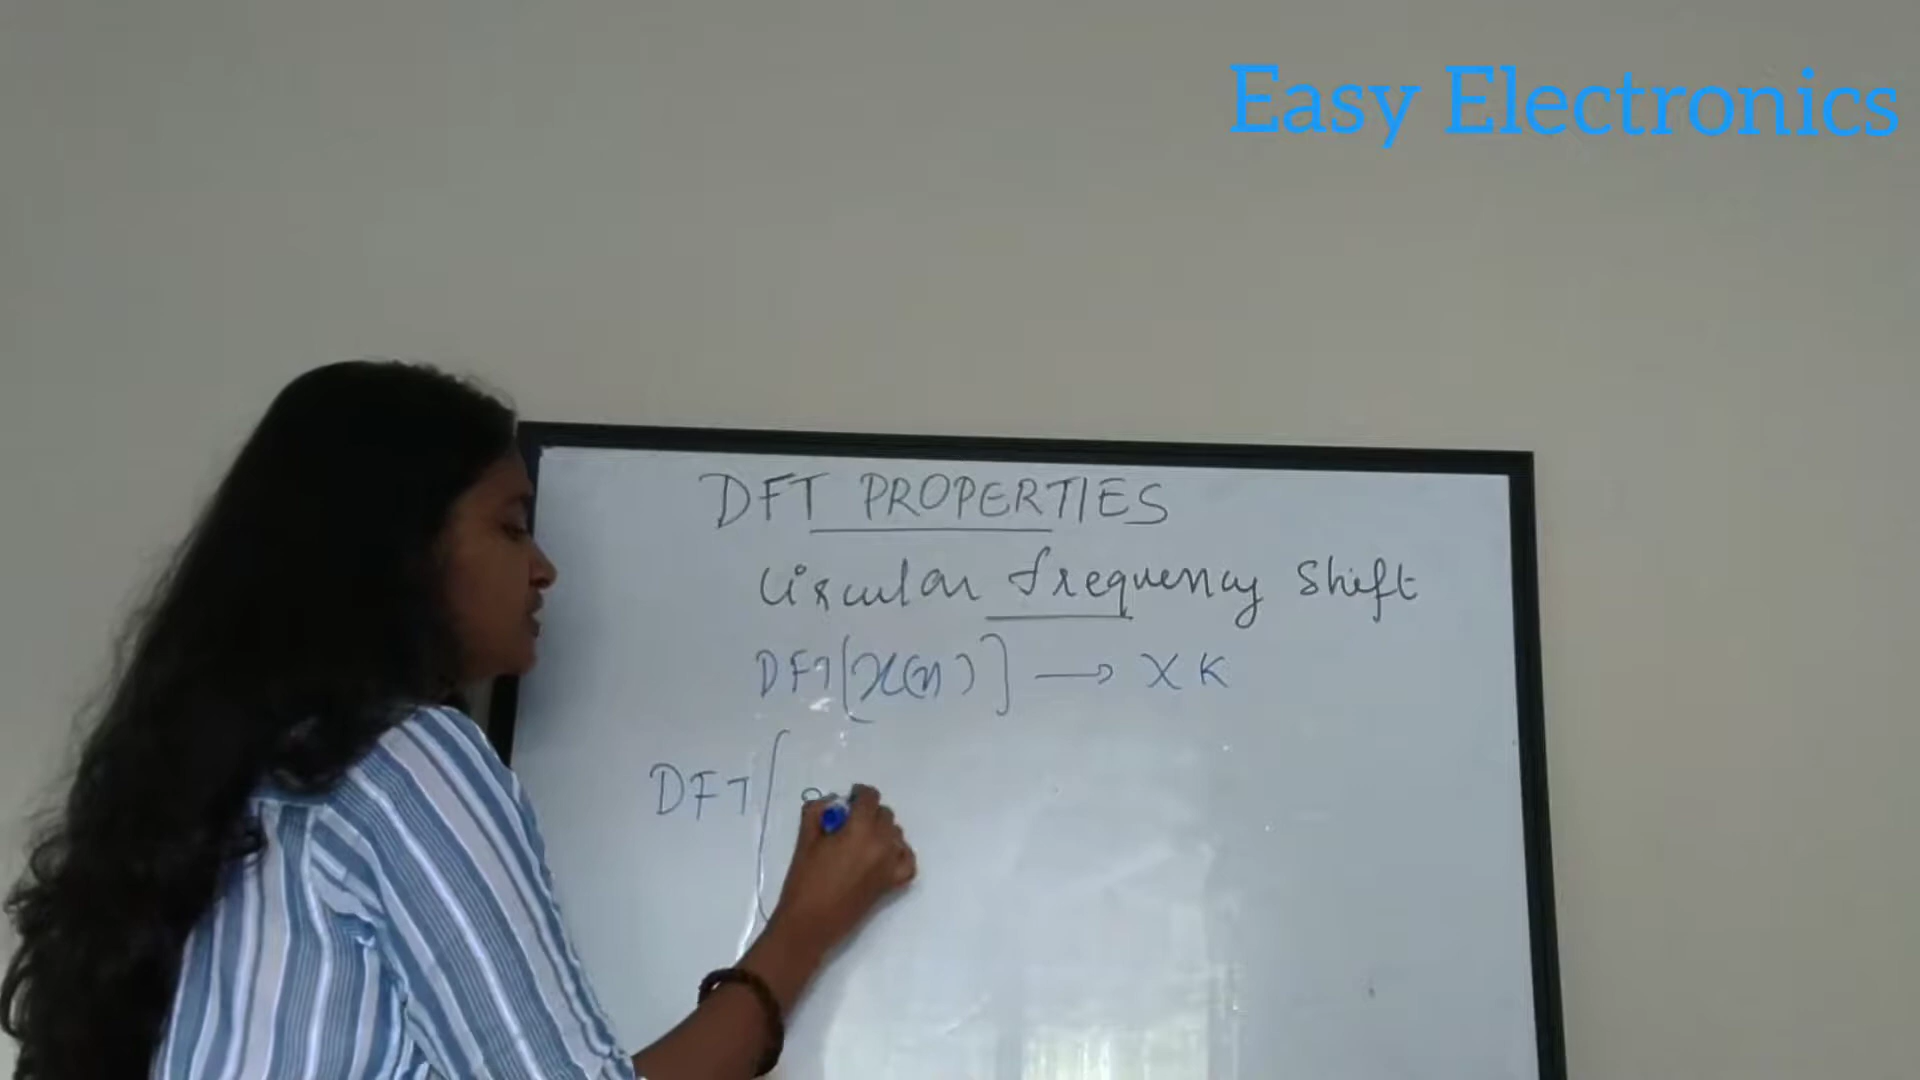 Easy Electronics
DFT PROPERTIES
Circular frequency shift
DFT[x(n)] → X K
DFT[